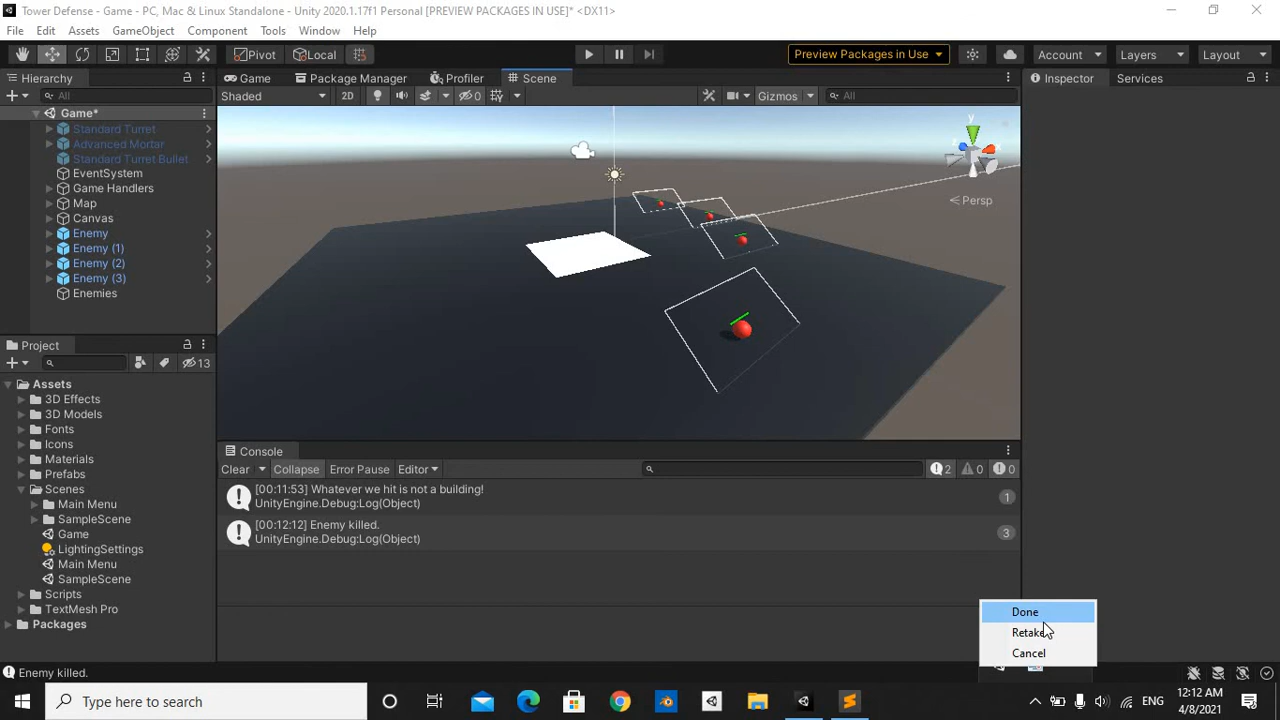 Tower Defense - Game - PC, Mac & Linux Standalone - Unity 2020.1.17f1 Personal [PREVIEW PACKAGES IN USE]* <DX11>
File Edit Assets GameObject Component Tools Window Help
Pivot Local Preview Packages in Use Account Layers Layout
Hierarchy Game Package Manager Profiler Scene Inspector Services
All Shaded 2D 0 Gizmos All
Game*
Standard Turret
Advanced Mortar
Standard Turret Bullet
EventSystem
Game Handlers
Map
Canvas
Enemy
Enemy (1)
Enemy (2)
Enemy (3)
Enemies
y
x
z
Persp
Project
13
Assets
3D Effects
3D Models
Fonts
Icons
Materials
Prefabs
Scenes
Main Menu
SampleScene
Game
LightingSettings
Main Menu
SampleScene
Scripts
TextMesh Pro
Packages
Console
Clear Collapse Error Pause Editor 2 0 0
[00:11:53] Whatever we hit is not a building!
UnityEngine.Debug:Log(Object)
1
[00:12:12] Enemy killed.
UnityEngine.Debug:Log(Object)
3
Done
Retake
Cancel
Enemy killed.
Type here to search
ENG
12:12 AM
4/8/2021